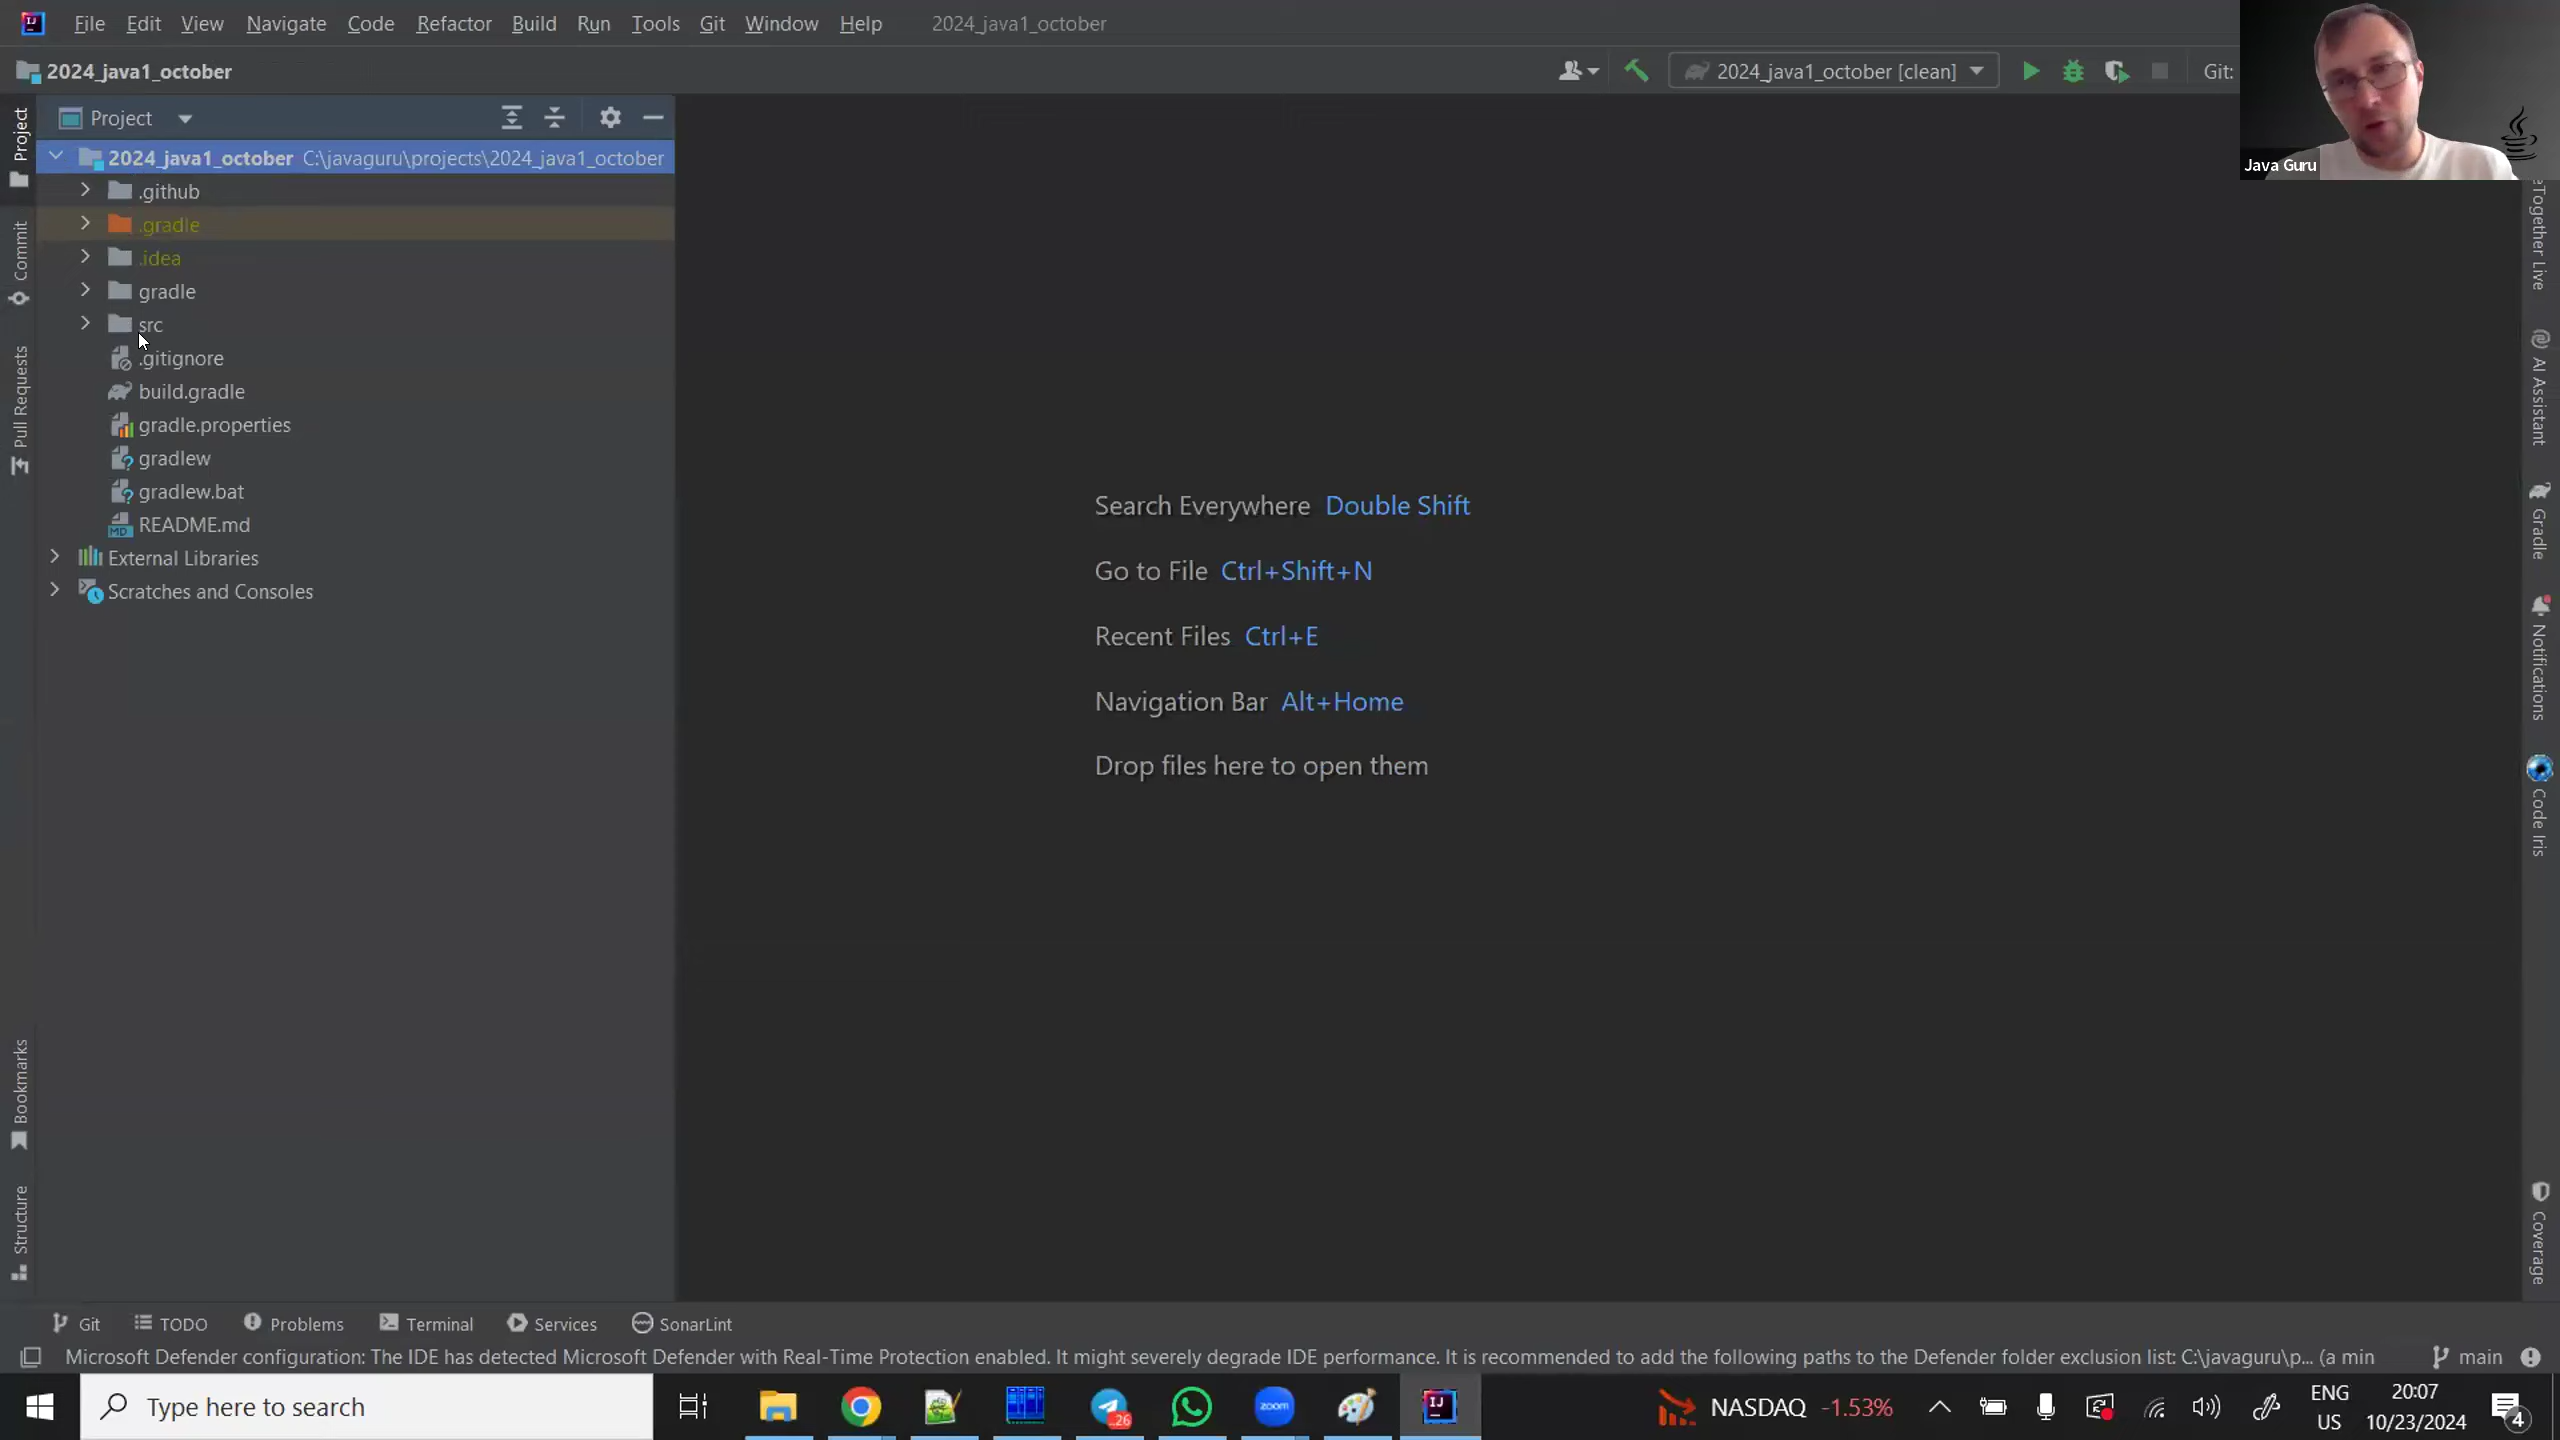 File Edit View Navigate Code Refactor Build Run Tools Git Window Help 2024_java1_october
2024_java1_october
2024_java1_october [clean]
Git:
Java Guru
Project
2024_java1_october C:\javaguru\projects\2024_java1_october
.github
.gradle
.idea
gradle
src
.gitignore
build.gradle
gradle.properties
gradlew
gradlew.bat
README.md
External Libraries
Scratches and Consoles
Project
Commit
Pull Requests
Bookmarks
Structure
Search Everywhere Double Shift
Go to File Ctrl+Shift+N
Recent Files Ctrl+E
Navigation Bar Alt+Home
Drop files here to open them
Together Live
AI Assistant
Gradle
Notifications
Code Iris
Coverage
Git TODO Problems Terminal Services SonarLint
Microsoft Defender configuration: The IDE has detected Microsoft Defender with Real-Time Protection enabled. It might severely degrade IDE performance. It is recommended to add the following paths to the Defender folder exclusion list: C:\javaguru\p... (a min
main
Type here to search
zoom
26
IJ
NASDAQ -1.53%
ENG
US
20:07
10/23/2024
4